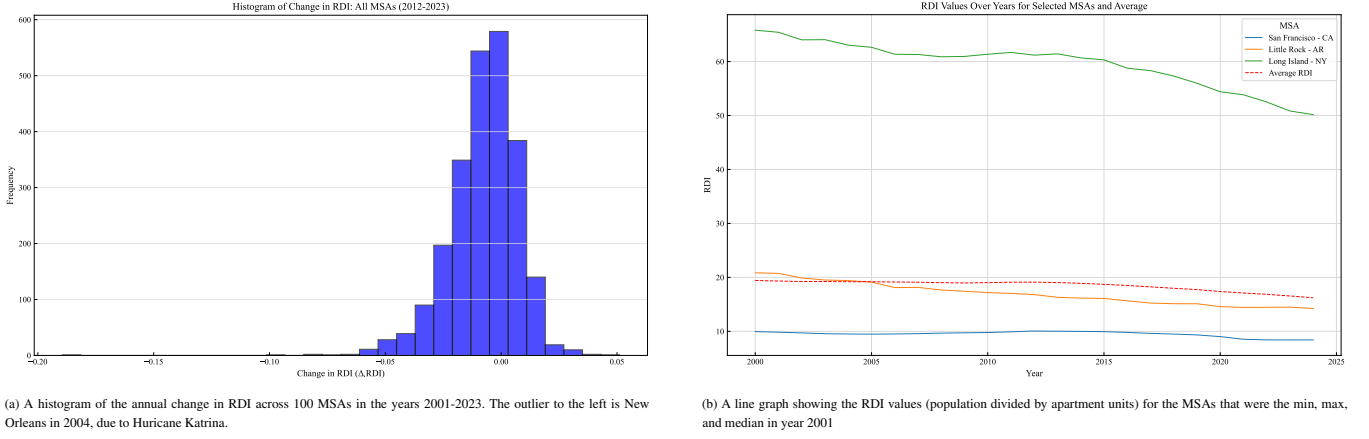 Histogram of Change in RDI: All MSAs (2012-2023)
600
500
400
300
200
100
0
Frequency
−0.20
−0.15
−0.10
−0.05
0.00
0.05
Change in RDI (Δ,RDI)
(a) A histogram of the annual change in RDI across 100 MSAs in the years 2001-2023. The outlier to the left is New
Orleans in 2004, due to Huricane Katrina.
RDI Values Over Years for Selected MSAs and Average
MSA
San Francisco - CA
Little Rock - AR
Long Island - NY
Average RDI
60
50
40
30
20
10
RDI
2000
2005
2010
2015
2020
2025
Year
(b) A line graph showing the RDI values (population divided by apartment units) for the MSAs that were the min, max,
and median in year 2001